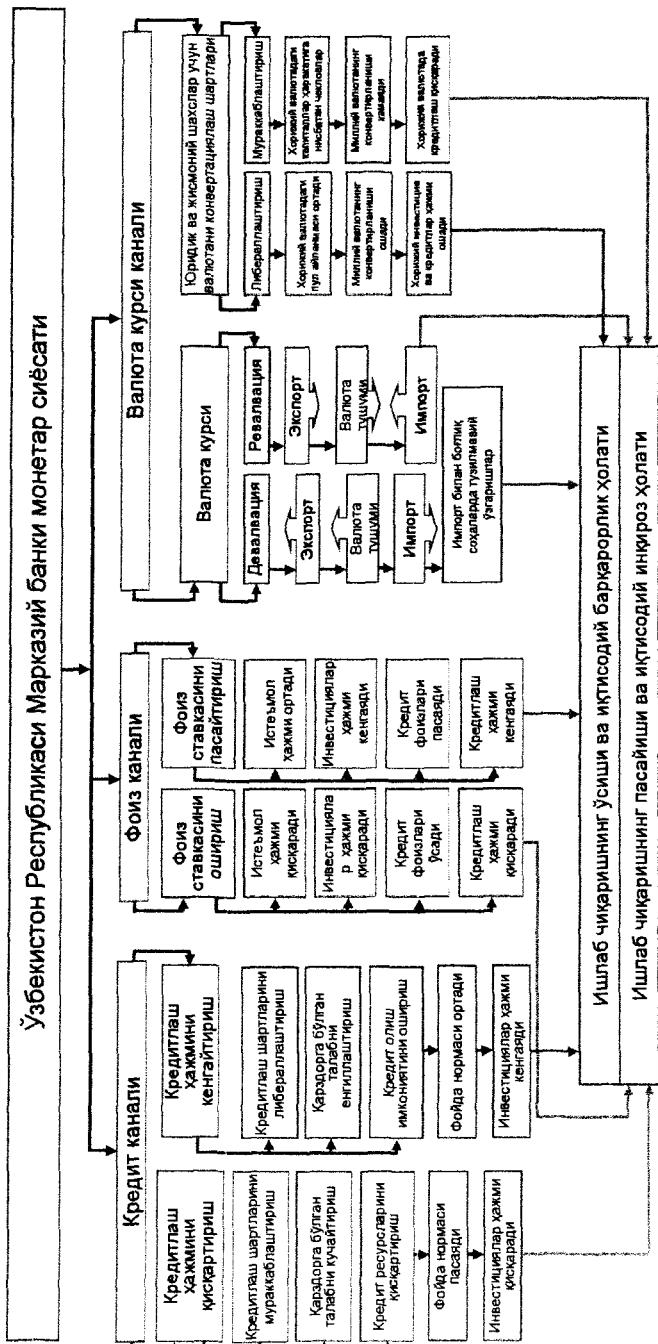 Ўзбекистон Республикаси Марказий банки монетар сиёсати
Кредит канали
Кредитлаш
ҳажмини
қисқартириш
Кредитлаш шартларини
мураккаблаштириш
Қарздорга бўлган
талабни кучайтириш
Кредит ресурсларини
қисқартириш
Фойда нормаси
пасаяди
Инвестициялар ҳажми
қисқаради
Кредитлаш
ҳажмини
кенгайтириш
Кредитлаш шартларини
либераллаштириш
Қарздорга бўлган
талабни
енгиллаштириш
Кредит олиш
имкониятини ошириш
Фойда нормаси ортади
Инвестициялар ҳажми
кенгаяди
Фоиз канали
Фоиз
ставкасини
ошириш
Истеъмол
ҳажми
қисқаради
Инвестицияла
р ҳажми
қисқаради
Кредит
фоизлари
ўсади
Кредитлаш
ҳажми
қисқаради
Фоиз
ставкасини
пасайтириш
Истеъмол
ҳажми ортади
Инвестициялар
ҳажми
кенгаяди
Кредит
фоизлари
пасаяди
Кредитлаш
ҳажми
кенгаяди
Валюта курси канали
Валюта курси
Девалвация
Экспорт
Валюта
тушуми
Импорт
Импорт билан боғлиқ
соҳаларда тузилмавий
ўзгаришлар
Ревалвация
Экспорт
Валюта
тушуми
Импорт
Юридик ва жисмоний шахслар учун
валютани конвертациялаш шартлари
Либераллаштириш
Хорижий валютадаги
пул айланмаси ортади
Миллий валютанинг
конвертирланиши
ошади
Хорижий инвестиция
ва кредитлар ҳажми
ошади
Мураккаблаштириш
Хорижий валютадаги
капиталлар ҳаракатига
нисбатан чекловлар
Миллий валютанинг
конвертирланиши
камаяди
Хорижий валютада
кредитлаш қисқаради
Ишлаб чиқаришнинг ўсиши ва иқтисодий барқарорлик ҳолати
Ишлаб чиқаришнинг пасайиши ва иқтисодий инқироз ҳолати